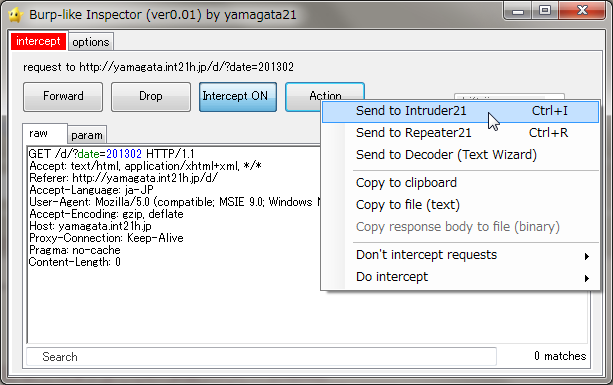 Burp-like Inspector (ver0.01) by yamagata21
intercept options
request to http://yamagata.int21h.jp/d/?date=201302
Forward Drop Intercept ON Action
Send to Intruder21 Ctrl+I
Send to Repeater21 Ctrl+R
Send to Decoder (Text Wizard)
Copy to clipboard
Copy to file (text)
Copy response body to file (binary)
Don't intercept requests
Do intercept
raw param
GET /d/?date=201302 HTTP/1.1
Accept: text/html, application/xhtml+xml, */*
Referer: http://yamagata.int21h.jp/d/
Accept-Language: ja-JP
User-Agent: Mozilla/5.0 (compatible; MSIE 9.0; Windows N
Accept-Encoding: gzip, deflate
Host: yamagata.int21h.jp
Proxy-Connection: Keep-Alive
Pragma: no-cache
Content-Length: 0
Search 0 matches